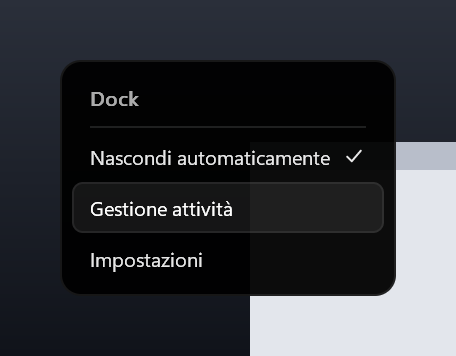 Dock
Nascondi automaticamente
Gestione attività
Impostazioni